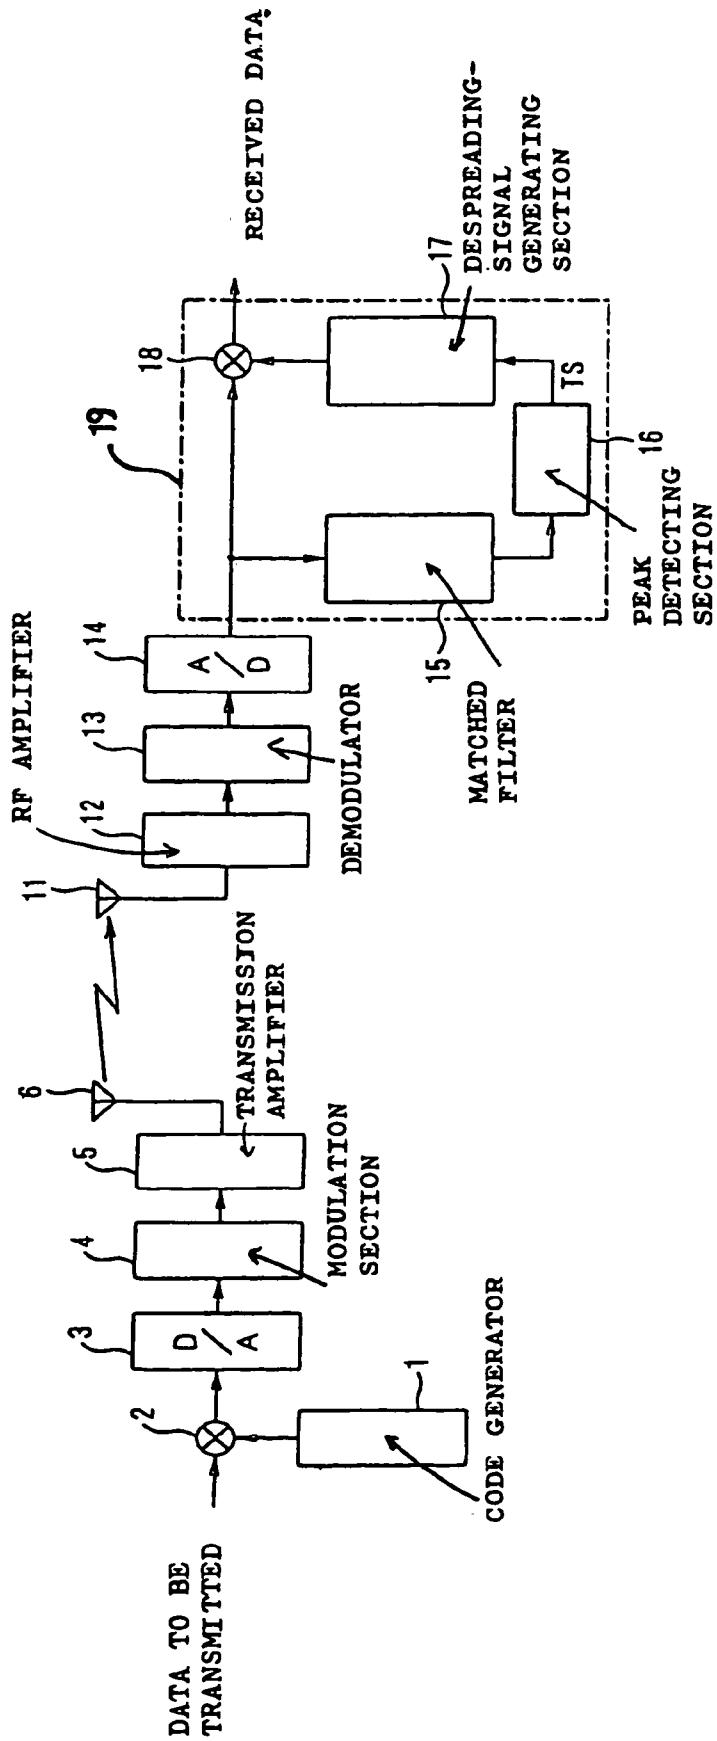 DATA TO BE
TRANSMITTED
2
CODE GENERATOR
1
3
D/A
4
MODULATION
SECTION
5
TRANSMISSION
AMPLIFIER
6
11
RF AMPLIFIER
12
13
DEMODULATOR
14
A/D
19
15
MATCHED
FILTER
PEAK
DETECTING
SECTION
16
TS
17
DESPREADING-
SIGNAL
GENERATING
SECTION
18
RECEIVED DATA